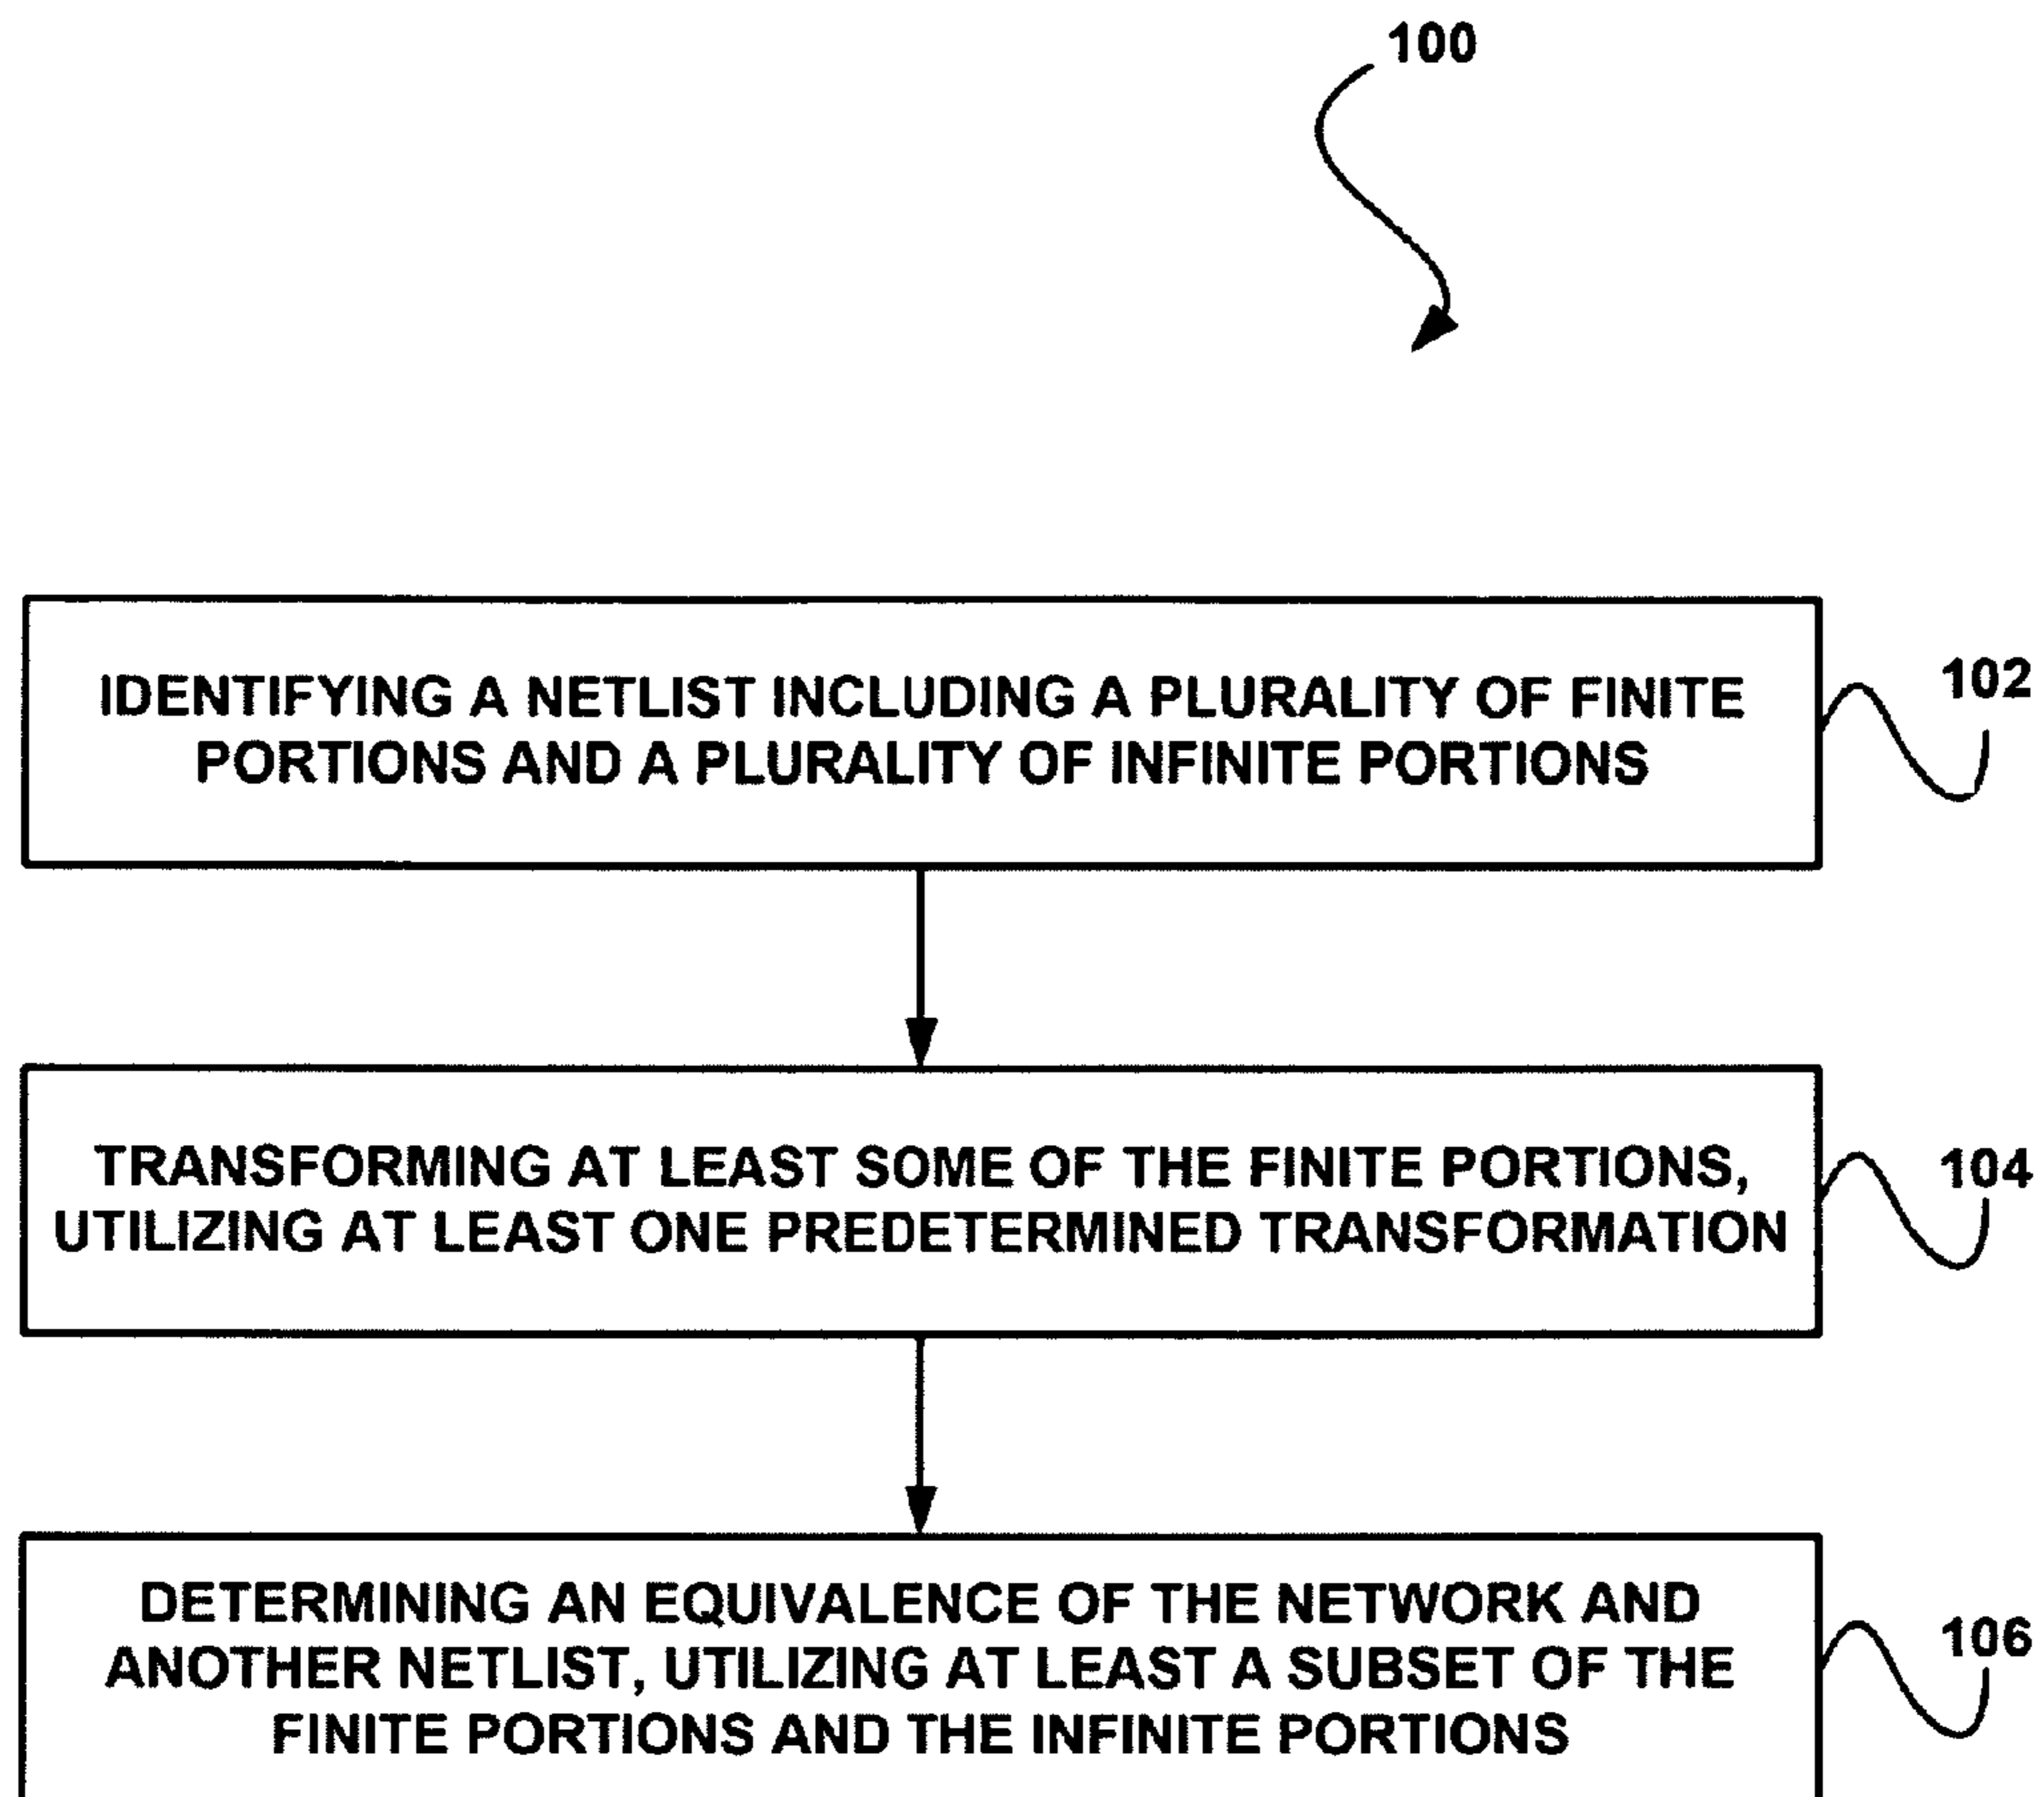 100
IDENTIFYING A NETLIST INCLUDING A PLURALITY OF FINITE
PORTIONS AND A PLURALITY OF INFINITE PORTIONS
102
TRANSFORMING AT LEAST SOME OF THE FINITE PORTIONS,
UTILIZING AT LEAST ONE PREDETERMINED TRANSFORMATION
104
DETERMINING AN EQUIVALENCE OF THE NETWORK AND
ANOTHER NETLIST, UTILIZING AT LEAST A SUBSET OF THE
FINITE PORTIONS AND THE INFINITE PORTIONS
106